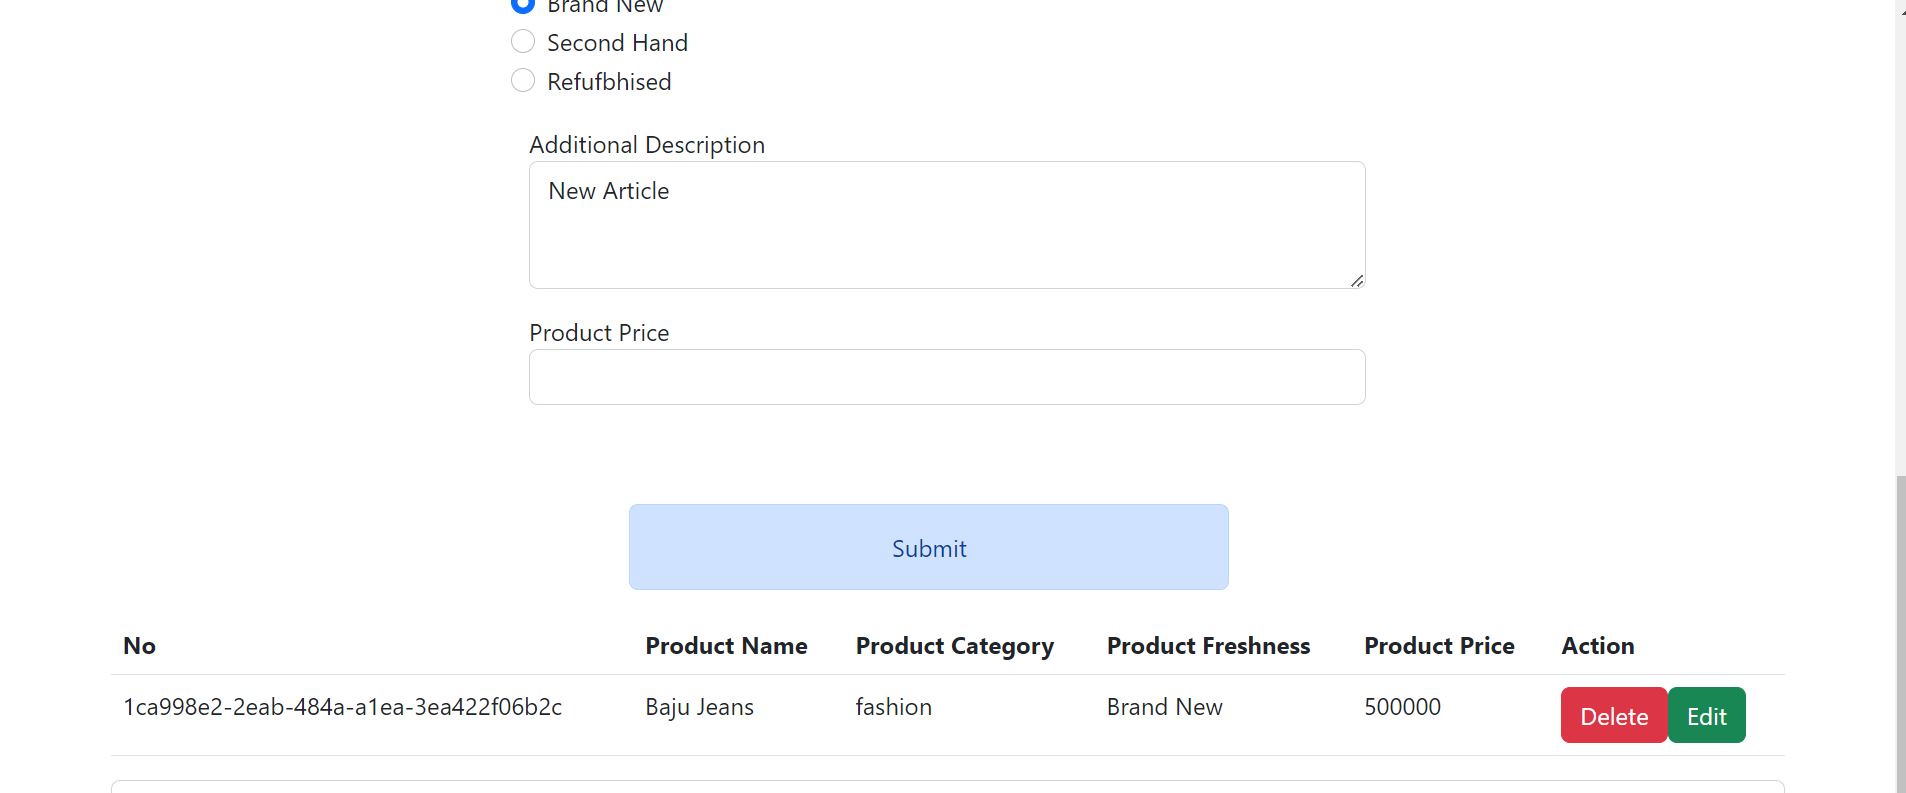 Brand New
Second Hand
Refufbhised
Additional Description
New Article
Product Price
Submit
No Product Name Product Category Product Freshness Product Price Action
1ca998e2-2eab-484a-a1ea-3ea422f06b2c Baju Jeans fashion Brand New 500000 Delete Edit